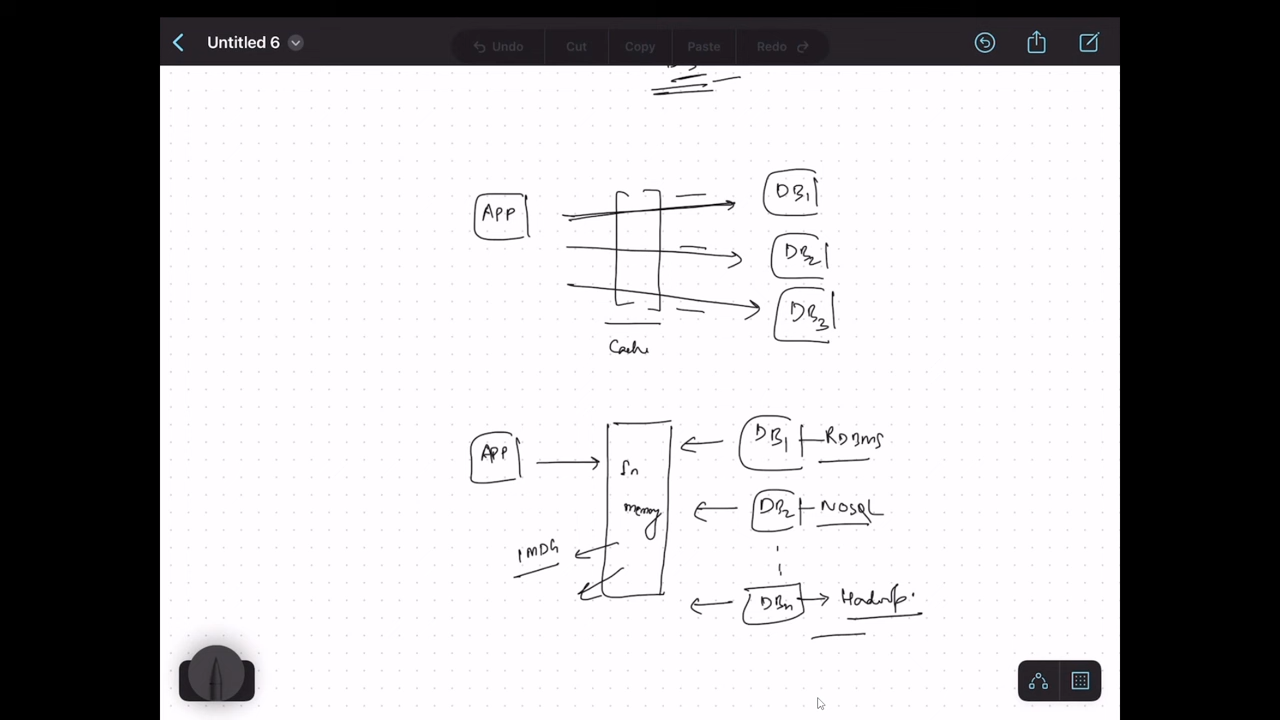 Untitled 6
Undo Cut Copy Paste Redo
APP
DB1
DB2
DB3
Cache
APP
In
memory
IMDG
DB1 RDBMS
DB2 NOSQL
DBn Hadoop